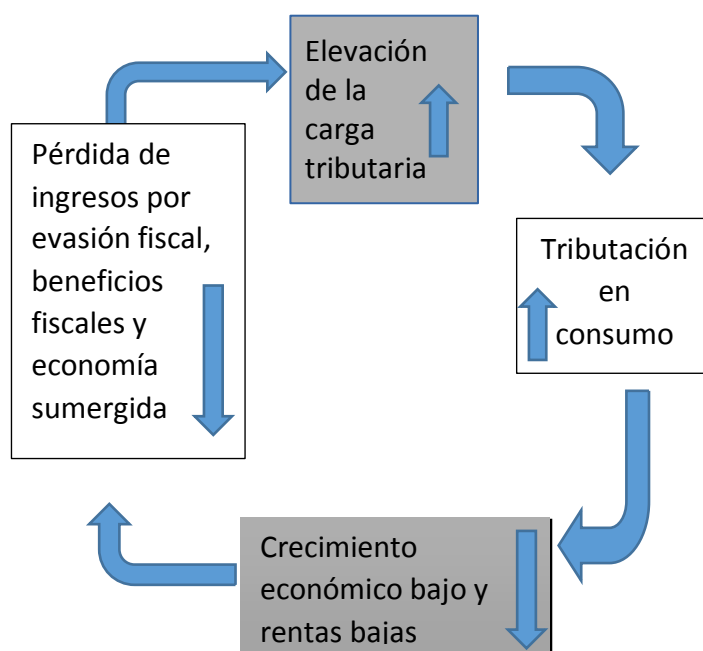 Elevación
de la
carga
tributaria
Pérdida de
ingresos por
evasión fiscal,
beneficios
fiscales y
economía
sumergida
Tributación
en
consumo
Crecimiento
económico bajo y
rentas bajas